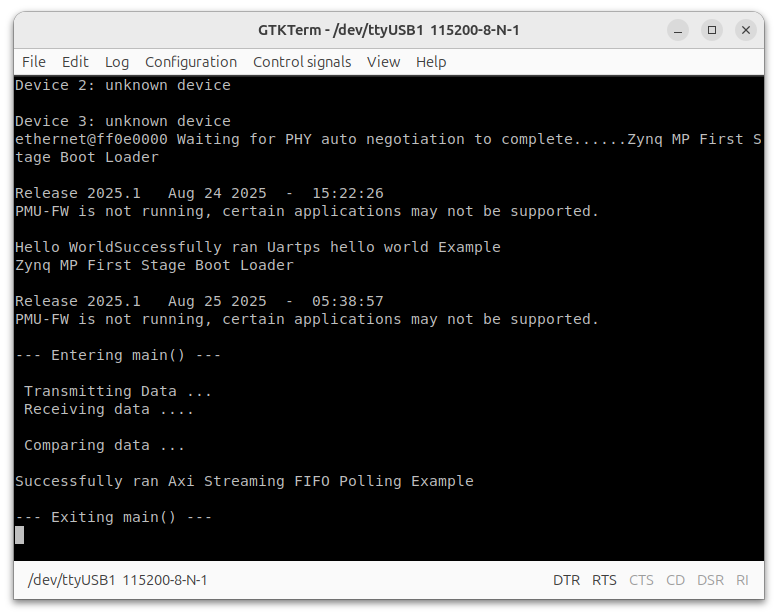 GTKTerm - /dev/ttyUSB1 115200-8-N-1
File Edit Log Configuration Control signals View Help
Device 2: unknown device
Device 3: unknown device
ethernet@ff0e0000 Waiting for PHY auto negotiation to complete......Zynq MP First S
tage Boot Loader
Release 2025.1   Aug 24 2025  -  15:22:26
PMU-FW is not running, certain applications may not be supported.
Hello WorldSuccessfully ran Uartps hello world Example
Zynq MP First Stage Boot Loader
Release 2025.1   Aug 25 2025  -  05:38:57
PMU-FW is not running, certain applications may not be supported.
--- Entering main() ---
Transmitting Data ...
Receiving data ....
Comparing data ...
Successfully ran Axi Streaming FIFO Polling Example
--- Exiting main() ---
/dev/ttyUSB1 115200-8-N-1 DTR RTS CTS CD DSR RI